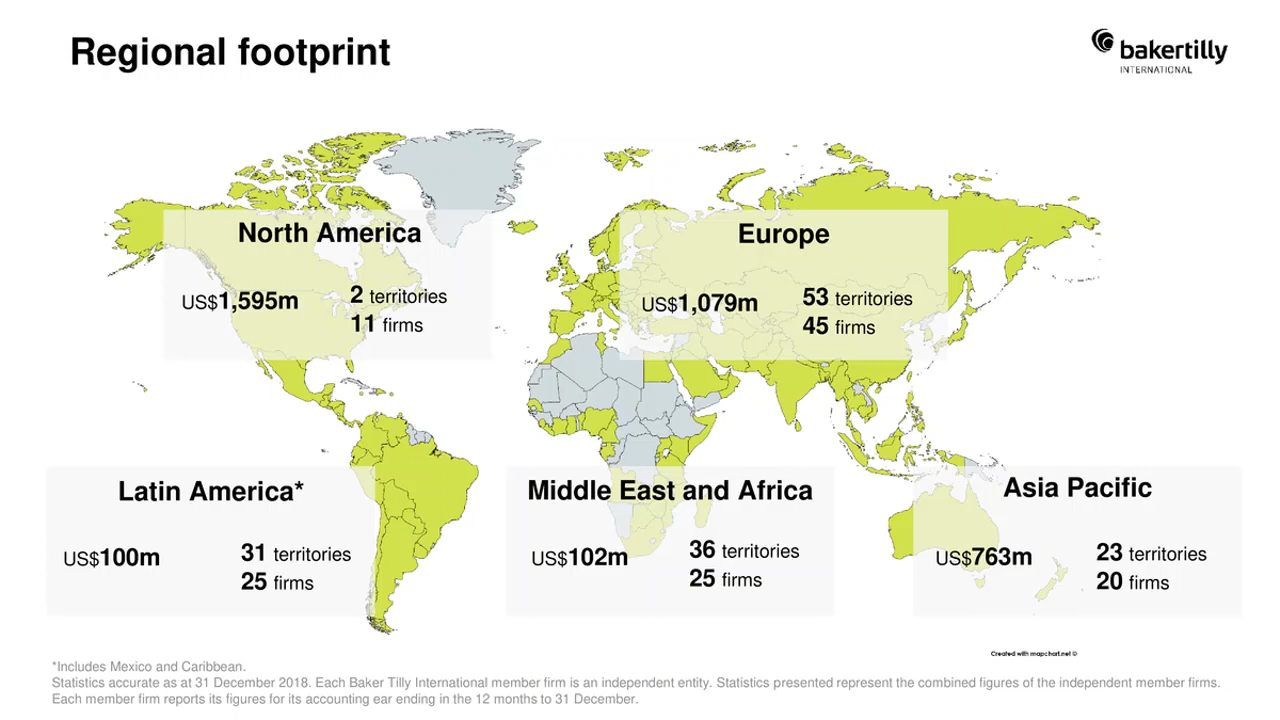 Regional footprint
bakertilly
INTERNATIONAL
North America
US$1,595m
2 territories
11 firms
Europe
US$1,079m
53 territories
45 firms
Latin America*
US$100m
31 territories
25 firms
Middle East and Africa
US$102m
36 territories
25 firms
Asia Pacific
US$763m
23 territories
20 firms
Created with mapchart.net ©
*Includes Mexico and Caribbean.
Statistics accurate as at 31 December 2018. Each Baker Tilly International member firm is an independent entity. Statistics presented represent the combined figures of the independent member firms.
Each member firm reports its figures for its accounting ear ending in the 12 months to 31 December.